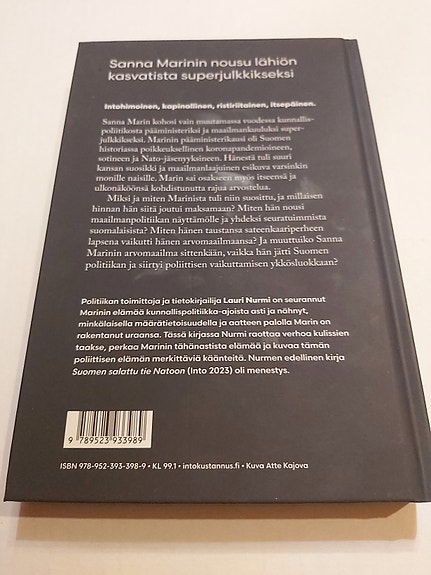 Sanna Marinin nousu lähiön
kasvatista superjulkkikseksi
Intohimoinen, kapinallinen, ristiriitainen, itsepäinen.
Sanna Marin kohosi vain muutamassa vuodessa kunnallis-
politiikosta pääministeriksi ja maailmankuuluksi super-
julkkikseksi. Marinin pääministerikausi oli Suomen
historiassa poikkeuksellinen koronapandemioineen,
sotineen ja Nato-jäsenyyksineen. Hänestä tuli suuri
kansan suosikki ja maailmanlaajuinen esikuva varsinkin
monille naisille. Marin sai osakseen myös itseensä ja
ulkonäköönsä kohdistunutta rajua arvostelua.
Miksi ja miten Marinista tuli niin suosittu, ja millaisen
hinnan hän siitä joutui maksamaan? Miten hän nousi
maailmanpolitiikan näyttämölle ja yhdeksi seuratuimmista
suomalaisista? Miten hänen taustansa sateenkaariperheen
lapsena vaikutti hänen arvomaailmaansa? Ja muuttuiko Sanna
Marinin arvomaailma sittenkään, vaikka hän jätti Suomen
politiikan ja siirtyi poliittisen vaikuttamisen ykkösluokkaan?
Politiikan toimittaja ja tietokirjailija Lauri Nurmi on seurannut
Marinin elämää kunnallispolitiikka-ajoista asti ja nähnyt,
minkälaisella määrätietoisuudella ja aatteen palolla Marin on
rakentanut uraansa. Tässä kirjassa Nurmi raottaa verhoa kulissien
taakse, perkaa Marinin tähänastista elämää ja kuvaa tämän
poliittisen elämän merkittäviä käänteitä. Nurmen edellinen kirja
Suomen salattu tie Natoon (Into 2023) oli menestys.
9 789523 933989
ISBN 978-952-393-398-9 • KL 99.1 • intokustannus.fi • Kuva Atte Kajova